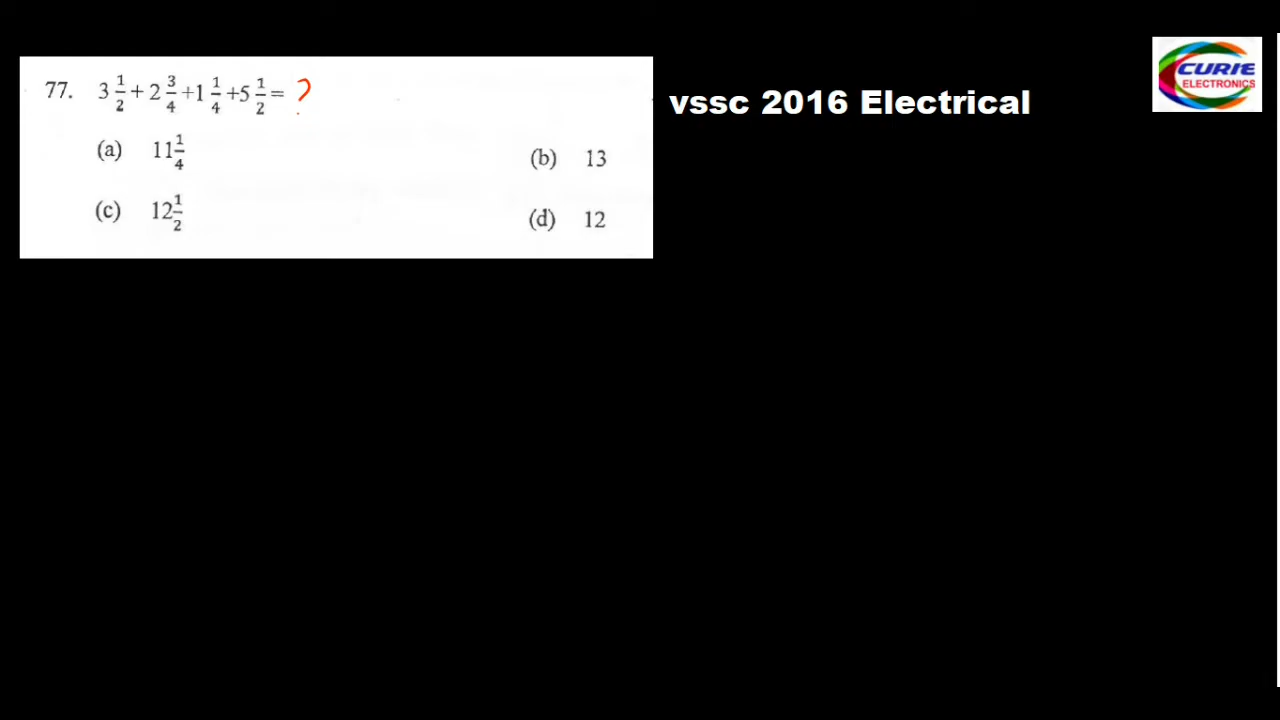 CURIE
ELECTRONICS
vssc 2016 Electrical
77. 3 1/2 + 2 3/4 +1 1/4 +5 1/2 = ?
(a) 11 1/4
(b) 13
(c) 12 1/2
(d) 12